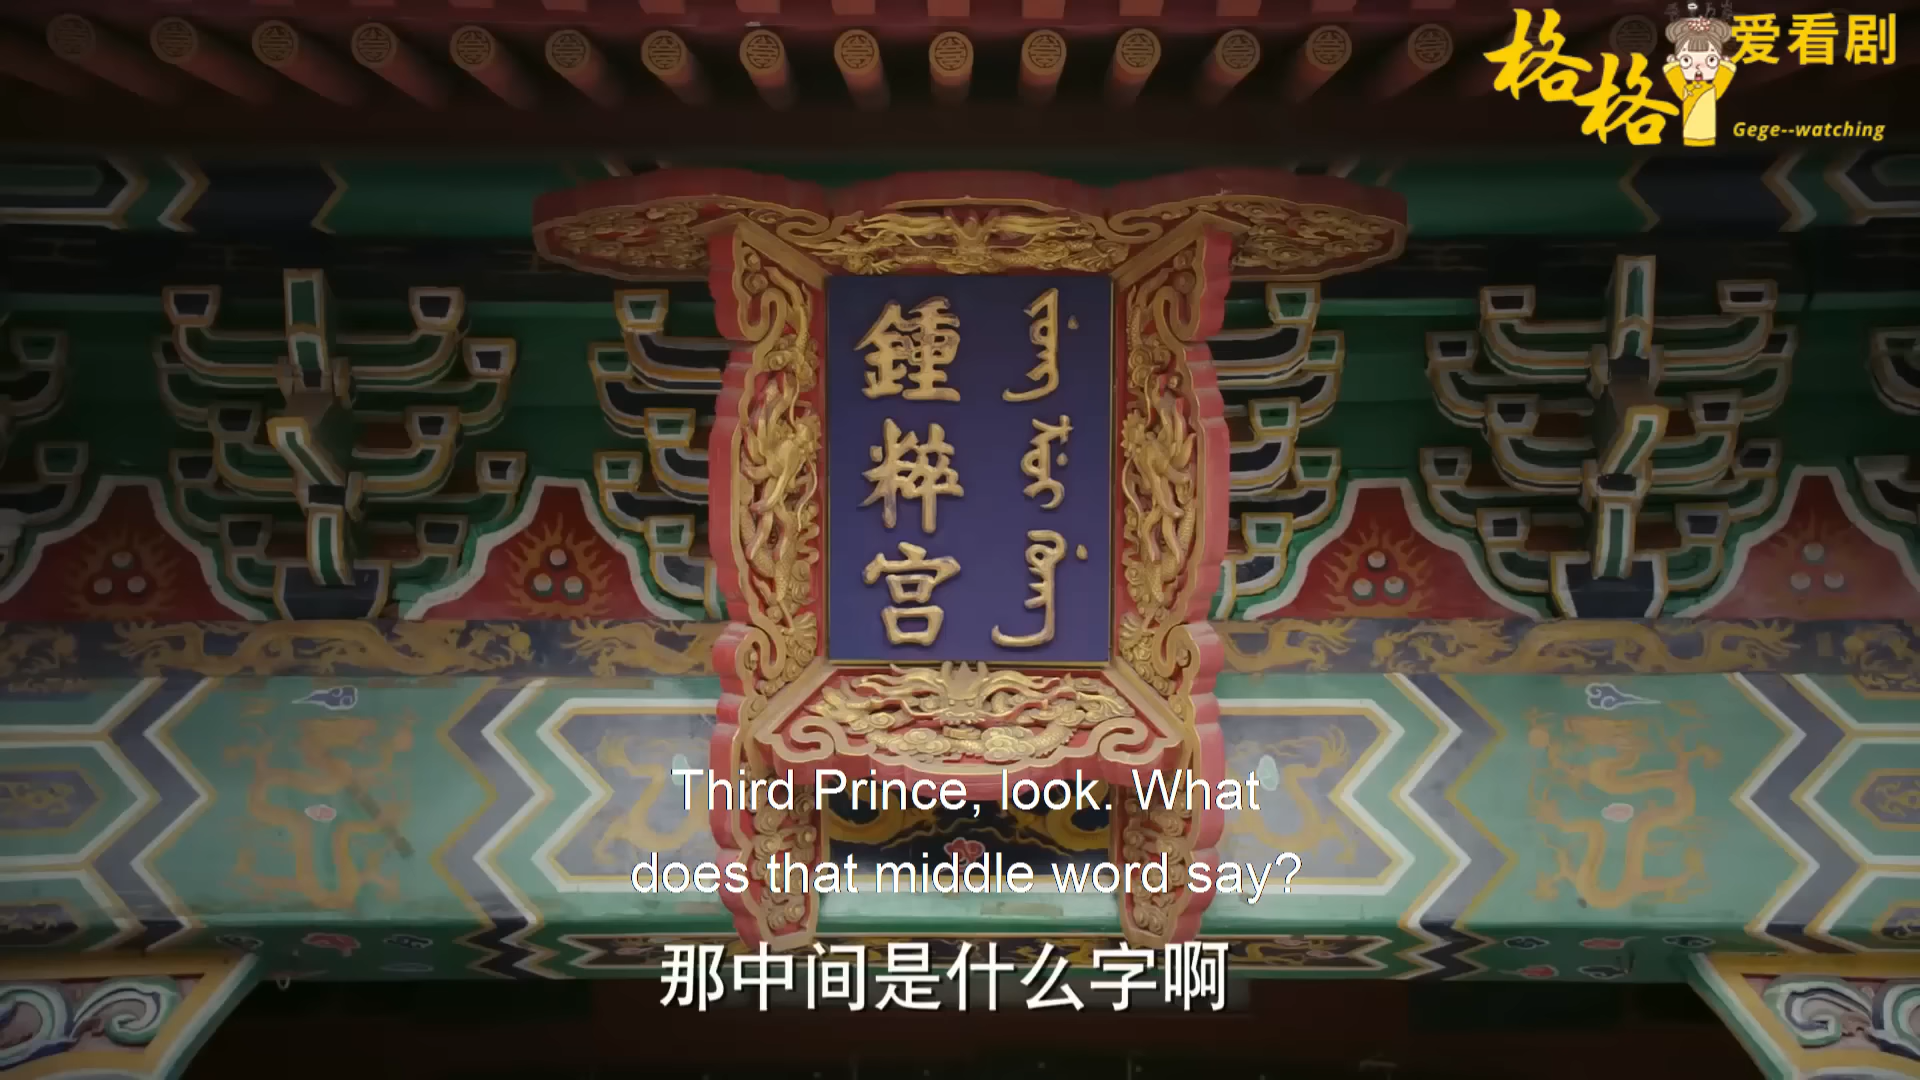 格格
爱看剧
Gege--watching
鍾粹宮
Third Prince, look. What
does that middle word say?
那中间是什么字啊